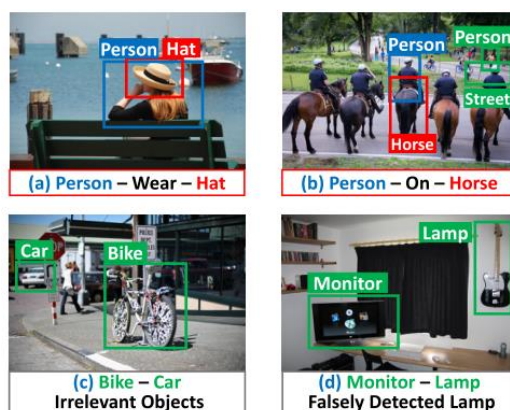 Person Hat
(a) Person – Wear – Hat
Person
Person
Street
Horse
(b) Person – On – Horse
Car
Bike
(c) Bike – Car
Irrelevant Objects
Lamp
Monitor
(d) Monitor – Lamp
Falsely Detected Lamp